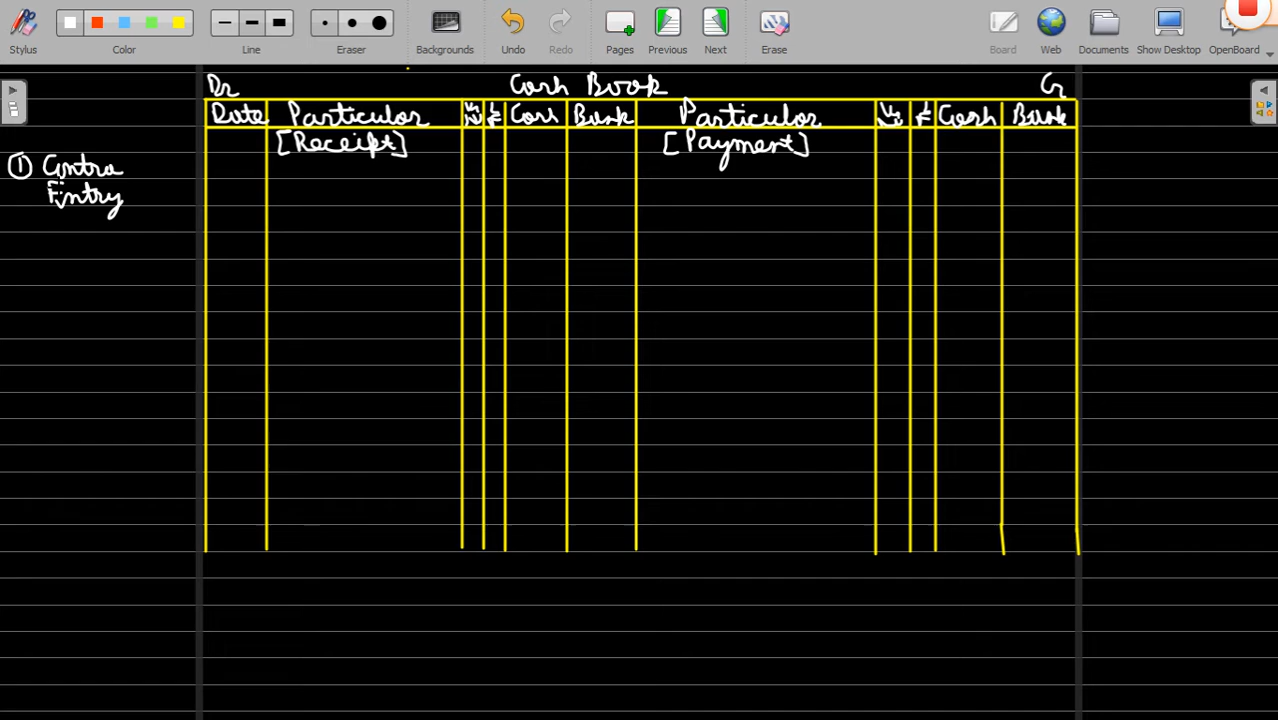 Stylus Color Line Eraser Backgrounds Undo Redo Pages Previous Next Erase Board Web Documents Show Desktop OpenBoard
Dr Cash Book Cr
Date Particular L.F Cash Bank Particular L.F Cash Bank
[Receipt] [Payment]
① Contra
Entry